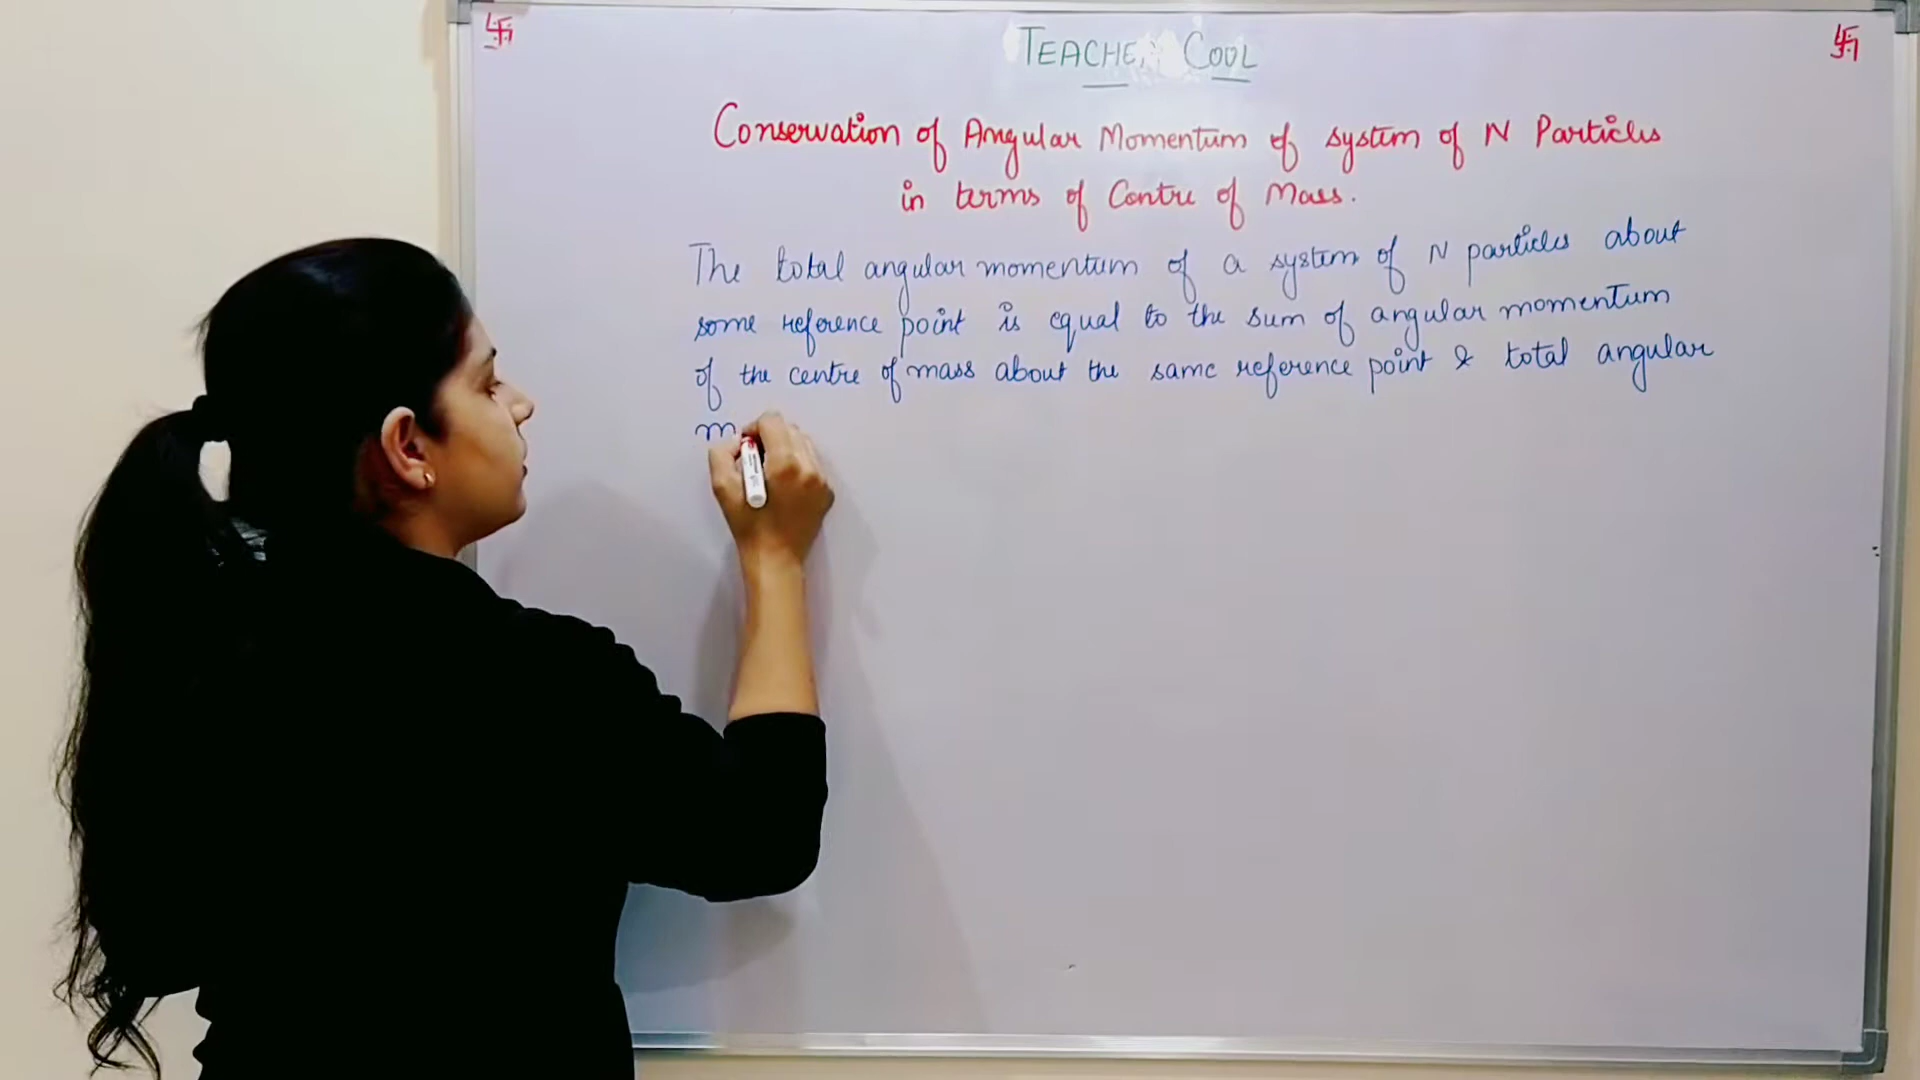 TEACHER COOL
Conservation of Angular Momentum of system of N Particles
in terms of Centre of Mass.
The total angular momentum of a system of N particles about
some reference point is equal to the sum of angular momentum
of the centre of mass about the same reference point & total angular
m